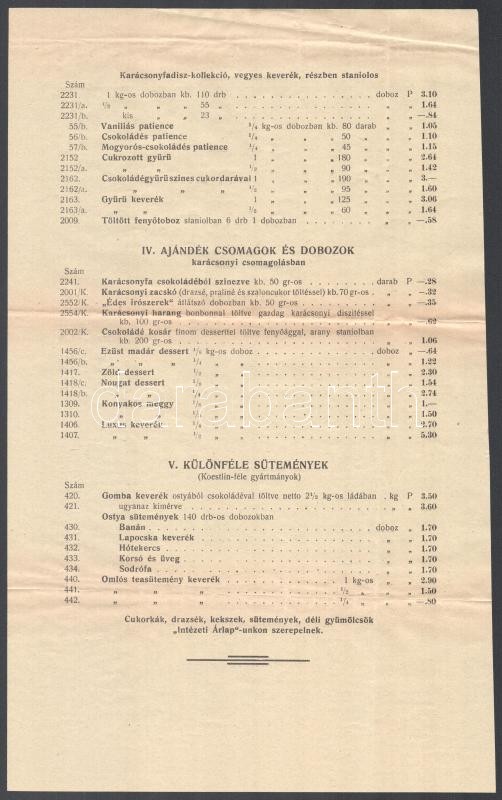 Karácsonyfadisz-kollekció, vegyes keverék, részben staniolos
Szám
2231. 1 kg-os dobozban kb. 110 drb . . . doboz P 3.10
2231/a. ½ „ „ „ 55 „ . . . „ „ 1.64
2231/b. kis „ „ 23 „ . . . „ „ —.84
55/b. Vaniliás patience ¼ kg-os dobozban kb. 80 darab „ „ 1.05
56/b. Csokoládés patience ¼ „ „ „ 50 „ „ „ 1.10
57/b. Mogyorós-csokoládés patience ¼ „ „ „ 45 „ „ „ 1.15
2152 Cukrozott gyürü 1 „ „ „ 180 „ „ „ 2.64
2152/a. „ „ ½ „ „ „ 90 „ „ „ 1.42
2162. Csokoládégyürü szines cukordarával 1 „ „ „ 190 „ „ „ 3.—
2162/a. „ „ „ ½ „ „ „ 95 „ „ „ 1.60
2163. Gyürü keverék 1 „ „ „ 125 „ „ „ 3.06
2163/a. „ „ ½ „ „ „ 60 „ „ „ 1.64
2009. Töltött fenyőtoboz staniolban 6 drb 1 dobozban . . . „ „ —.58
IV. AJÁNDÉK CSOMAGOK ÉS DOBOZOK
karácsonyi csomagolásban
Szám
2241. Karácsonyfa csokoládéból szinezve kb. 50 gr-os . . . darab P —.28
2001/K. Karácsonyi zacskó (drazsé, praliné és szaloncukor töltéssel) kb. 70 gr-os „ „ —.32
2552/K. „Édes írószerek“ átlátszó dobozban kb. 50 gr-os . . . „ „ —.35
2554/K. Karácsonyi harang bonbonnal töltve gazdag karácsonyi díszítéssel
kb. 100 gr-os . . . „ „ —.62
2002/K. Csokoládé kosár finom desserttel töltve fenyőággal, arany staniolban
kb. 200 gr-os . . . „ „ 1.06
1456/c. Ezüst madár dessert ⅛ kg-os doboz . . . doboz „ —.64
1456/b. „ „ „ ¼ „ „ . . . „ „ 1.22
1417. Zöld dessert ½ „ „ . . . „ „ 2.30
1418/c. Nougat dessert ¼ „ „ . . . „ „ 1.54
1418/b. „ „ ½ „ „ . . . „ „ 2.74
1309. Konyakos meggy ⅛ „ „ . . . „ „ 1.—
1310. „ „ ¼ „ „ . . . „ „ 1.50
1406. Luxus keverék ¼ „ „ . . . „ „ 2.70
1407. „ „ ½ „ „ . . . „ „ 5.30
V. KÜLÖNFÉLE SÜTEMÉNYEK
(Koestlin-féle gyártmányok)
Szám
420. Gomba keverék ostyából csokoládéval töltve netto 2½ kg-os ládában . kg P 3.50
421. „ „ ugyanaz kimérve . . . „ „ 3.60
Ostya sütemények 140 drb-os dobozokban
430. Banán . . . doboz „ 1.70
431. Lapocska keverék . . . „ „ 1.70
432. Hótekercs . . . „ „ 1.70
433. Korsó és üveg . . . „ „ 1.70
434. Sodrófa . . . „ „ 1.70
440. Omlós teasütemény keverék . . . 1 kg-os „ „ 2.90
441. „ „ „ . . . ½ „ „ „ 1.50
442. „ „ „ . . . ¼ „ „ „ —.80
Cukorkák, drazsék, kekszek, sütemények, déli gyümölcsök
„Intézeti Árlap“-unkon szerepelnek.
darabanth